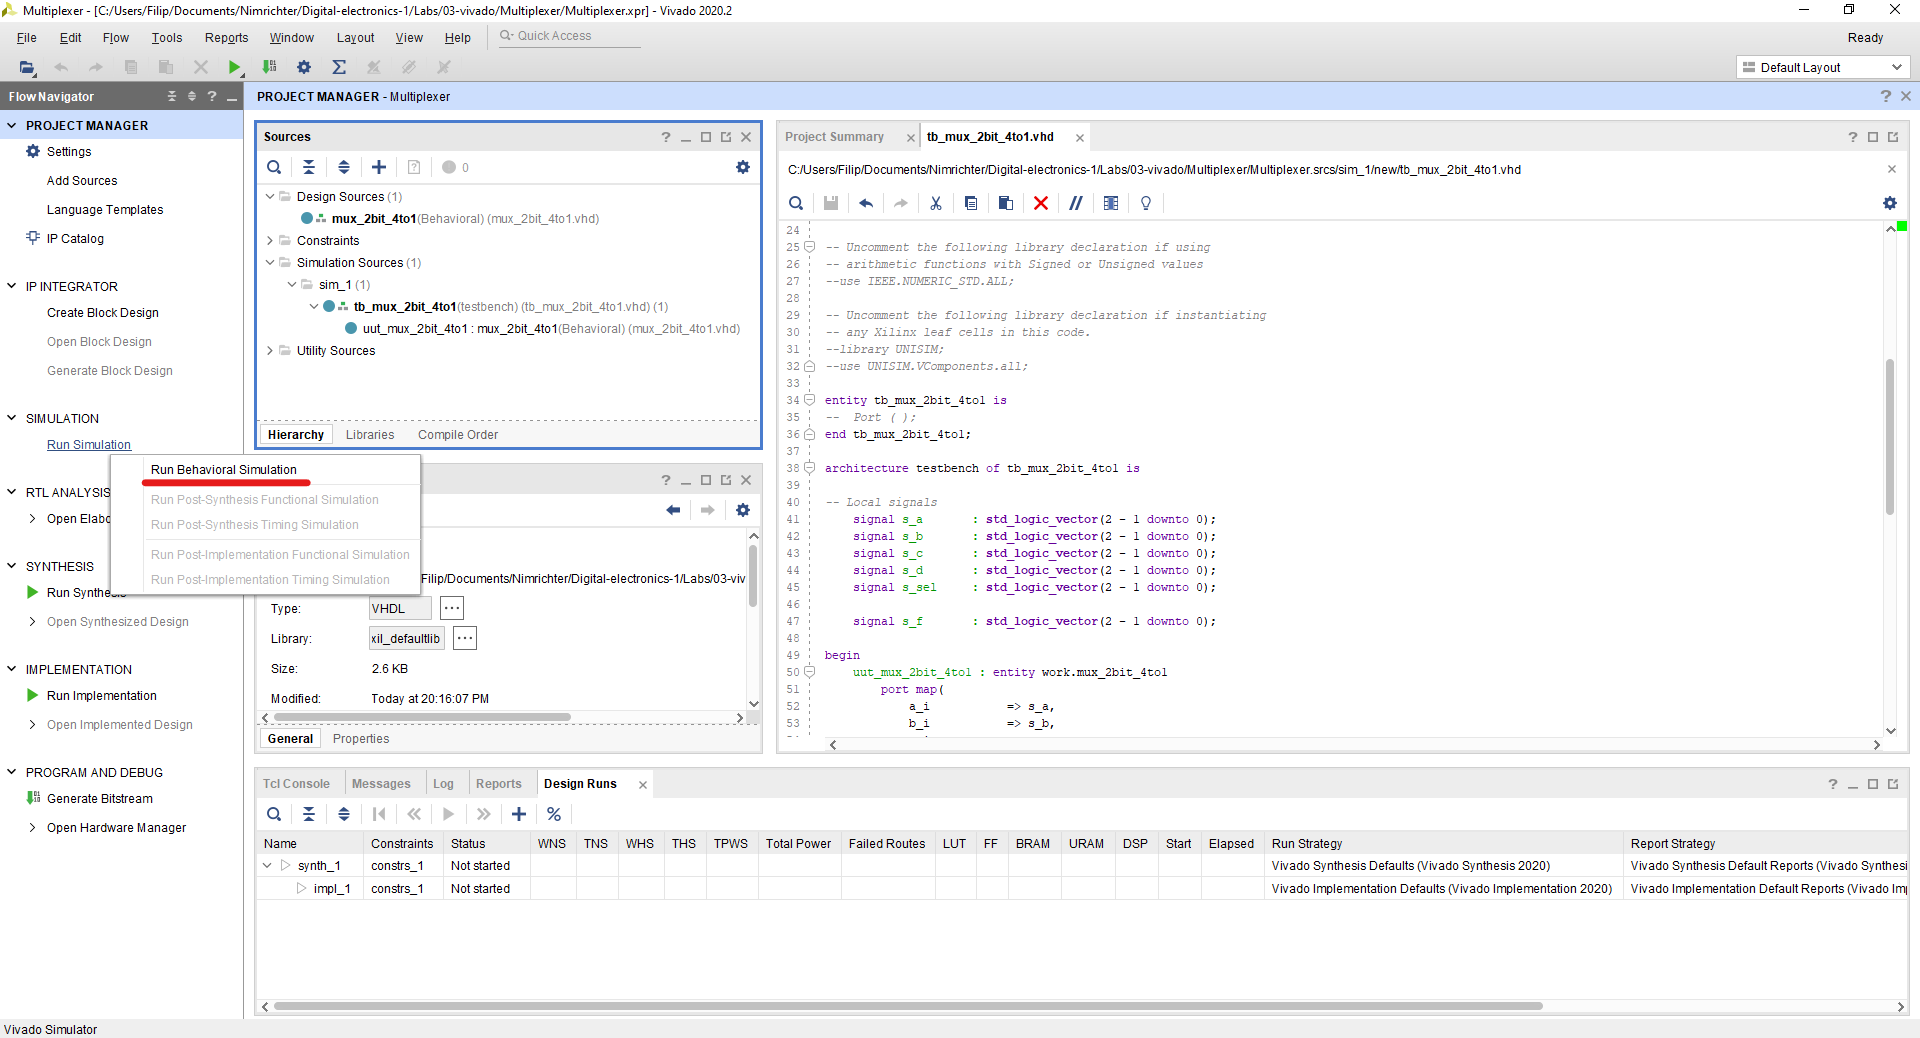 Multiplexer - [C:/Users/Filip/Documents/Nimrichter/Digital-electronics-1/Labs/03-vivado/Multiplexer/Multiplexer.xpr] - Vivado 2020.2
File Edit Flow Tools Reports Window Layout View Help Quick Access
Ready
Default Layout
Flow Navigator
PROJECT MANAGER - Multiplexer
PROJECT MANAGER
Settings
Add Sources
Language Templates
IP Catalog
IP INTEGRATOR
Create Block Design
Open Block Design
Generate Block Design
SIMULATION
Run Simulation
Run Behavioral Simulation
Run Post-Synthesis Functional Simulation
Run Post-Synthesis Timing Simulation
Run Post-Implementation Functional Simulation
Run Post-Implementation Timing Simulation
RTL ANALYSIS
Open Elabo
SYNTHESIS
Run Synthesis
Open Synthesized Design
IMPLEMENTATION
Run Implementation
Open Implemented Design
PROGRAM AND DEBUG
Generate Bitstream
Open Hardware Manager
Sources
0
Design Sources (1)
mux_2bit_4to1(Behavioral) (mux_2bit_4to1.vhd)
Constraints
Simulation Sources (1)
sim_1 (1)
tb_mux_2bit_4to1(testbench) (tb_mux_2bit_4to1.vhd) (1)
uut_mux_2bit_4to1 : mux_2bit_4to1(Behavioral) (mux_2bit_4to1.vhd)
Utility Sources
Hierarchy Libraries Compile Order
Filip/Documents/Nimrichter/Digital-electronics-1/Labs/03-viv
Type: VHDL
Library: xil_defaultlib
Size: 2.6 KB
Modified: Today at 20:16:07 PM
General Properties
Project Summary tb_mux_2bit_4to1.vhd
C:/Users/Filip/Documents/Nimrichter/Digital-electronics-1/Labs/03-vivado/Multiplexer/Multiplexer.srcs/sim_1/new/tb_mux_2bit_4to1.vhd
24
25 -- Uncomment the following library declaration if using
26 -- arithmetic functions with Signed or Unsigned values
27 --use IEEE.NUMERIC_STD.ALL;
28
29 -- Uncomment the following library declaration if instantiating
30 -- any Xilinx leaf cells in this code.
31 --library UNISIM;
32 --use UNISIM.VComponents.all;
33
34 entity tb_mux_2bit_4to1 is
35 --  Port ( );
36 end tb_mux_2bit_4to1;
37
38 architecture testbench of tb_mux_2bit_4to1 is
39
40 -- Local signals
41 signal s_a : std_logic_vector(2 - 1 downto 0);
42 signal s_b : std_logic_vector(2 - 1 downto 0);
43 signal s_c : std_logic_vector(2 - 1 downto 0);
44 signal s_d : std_logic_vector(2 - 1 downto 0);
45 signal s_sel : std_logic_vector(2 - 1 downto 0);
46
47 signal s_f : std_logic_vector(2 - 1 downto 0);
48
49 begin
50 uut_mux_2bit_4to1 : entity work.mux_2bit_4to1
51 port map(
52 a_i => s_a,
53 b_i => s_b,
Tcl Console Messages Log Reports Design Runs
Name Constraints Status WNS TNS WHS THS TPWS Total Power Failed Routes LUT FF BRAM URAM DSP Start Elapsed Run Strategy Report Strategy
synth_1 constrs_1 Not started Vivado Synthesis Defaults (Vivado Synthesis 2020) Vivado Synthesis Default Reports (Vivado Synthesi
impl_1 constrs_1 Not started Vivado Implementation Defaults (Vivado Implementation 2020) Vivado Implementation Default Reports (Vivado Im
Vivado Simulator